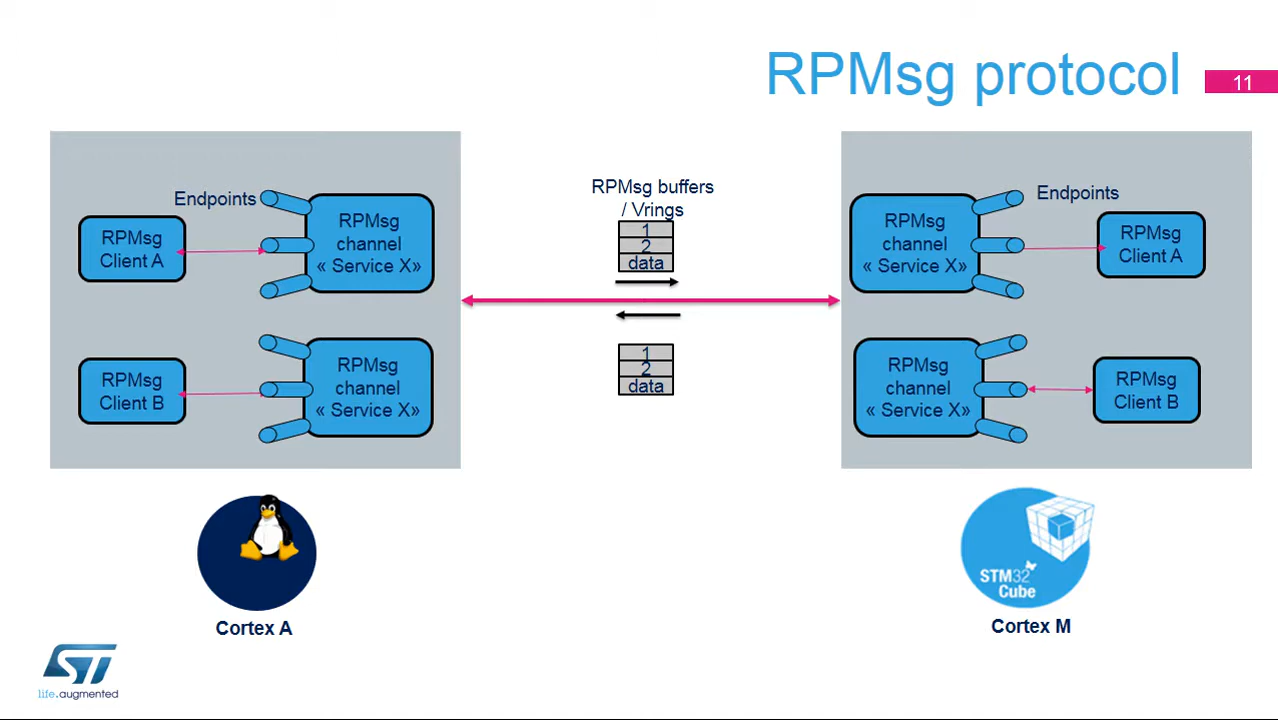 RPMsg protocol
11
Endpoints
RPMsg
Client A
RPMsg
channel
« Service X»
RPMsg
Client B
RPMsg
channel
« Service X»
RPMsg buffers
/ Vrings
1
2
data
1
2
data
RPMsg
channel
« Service X»
Endpoints
RPMsg
Client A
RPMsg
channel
« Service X»
RPMsg
Client B
Cortex A
STM32
Cube
Cortex M
ST
life.augmented